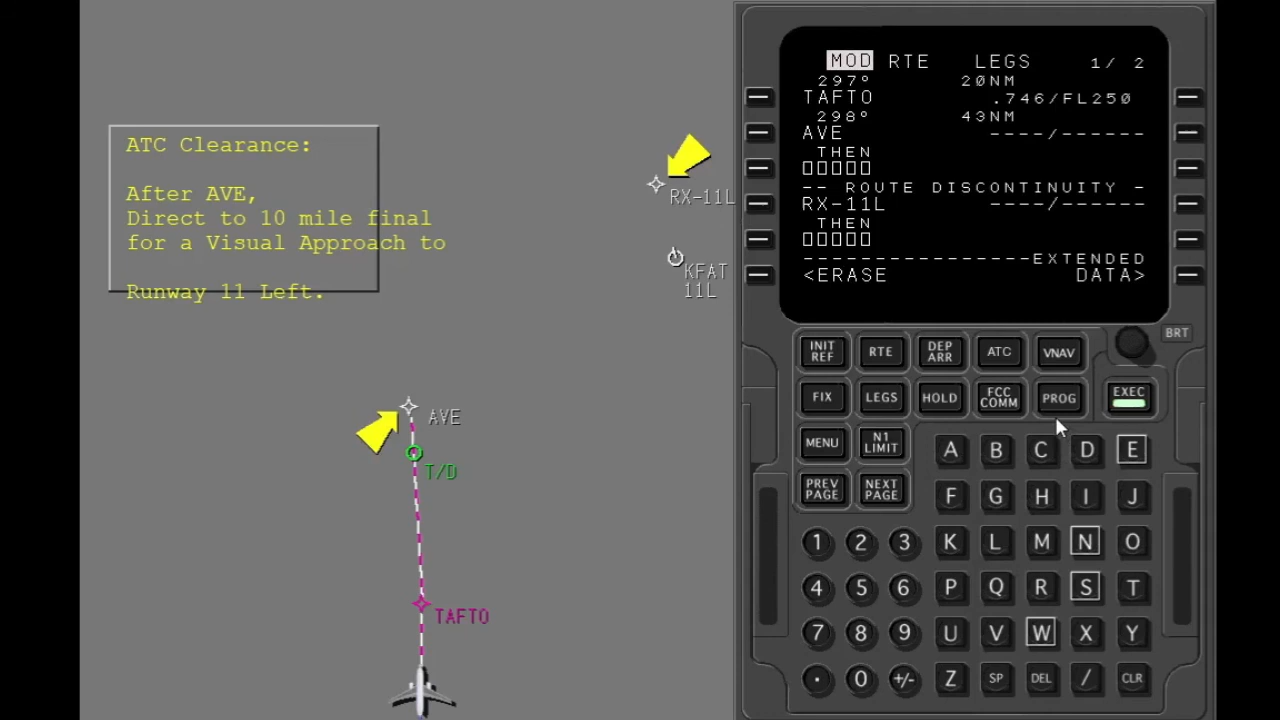 ATC Clearance:
After AVE,
Direct to 10 mile final
for a Visual Approach to
Runway 11 Left.
RX-11L
KFAT
11L
AVE
T/D
TAFTO
MOD RTE LEGS 1/ 2
297° 20NM
TAFTO .746/FL250
298° 43NM
AVE ----/------
THEN
□□□□□
-- ROUTE DISCONTINUITY -
RX-11L ----/------
THEN
□□□□□
----------------EXTENDED
<ERASE DATA>
BRT
INIT REF RTE DEP ARR ATC VNAV
FIX LEGS HOLD FCC COMM PROG EXEC
MENU N1 LIMIT
PREV PAGE NEXT PAGE
A B C D E
F G H I J
1 2 3 K L M N O
4 5 6 P Q R S T
7 8 9 U V W X Y
. 0 +/- Z SP DEL / CLR